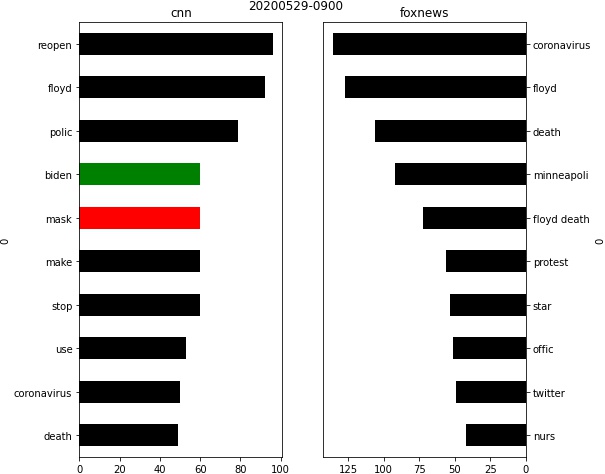 20200529-0900
cnn
foxnews
reopen
floyd
polic
biden
mask
make
stop
use
coronavirus
death
0
0 20 40 60 80 100
coronavirus
floyd
death
minneapoli
floyd death
protest
star
offic
twitter
nurs
0
125 100 75 50 25 0